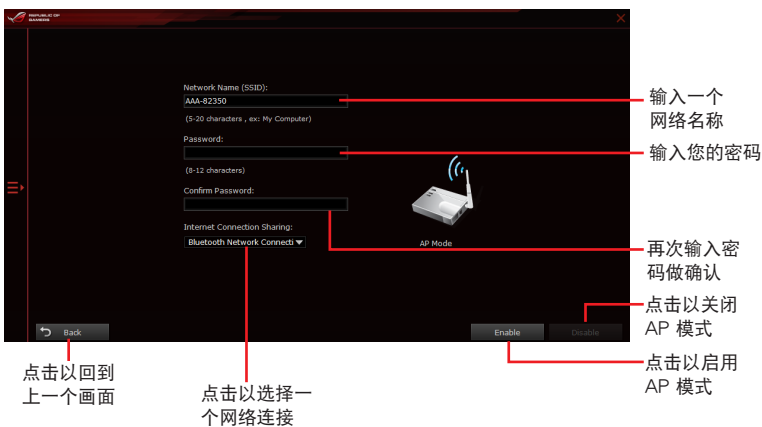 REPUBLIC OF
GAMERS
Network Name (SSID):
AAA-82350
(5-20 characters , ex: My Computer)
Password:
(8-12 characters)
Confirm Password:
Internet Connection Sharing:
Bluetooth Network Connecti
AP Mode
Back
Enable
Disable
输入一个
网络名称
输入您的密码
再次输入密
码做确认
点击以关闭
AP 模式
点击以启用
AP 模式
点击以回到
上一个画面
点击以选择一
个网络连接